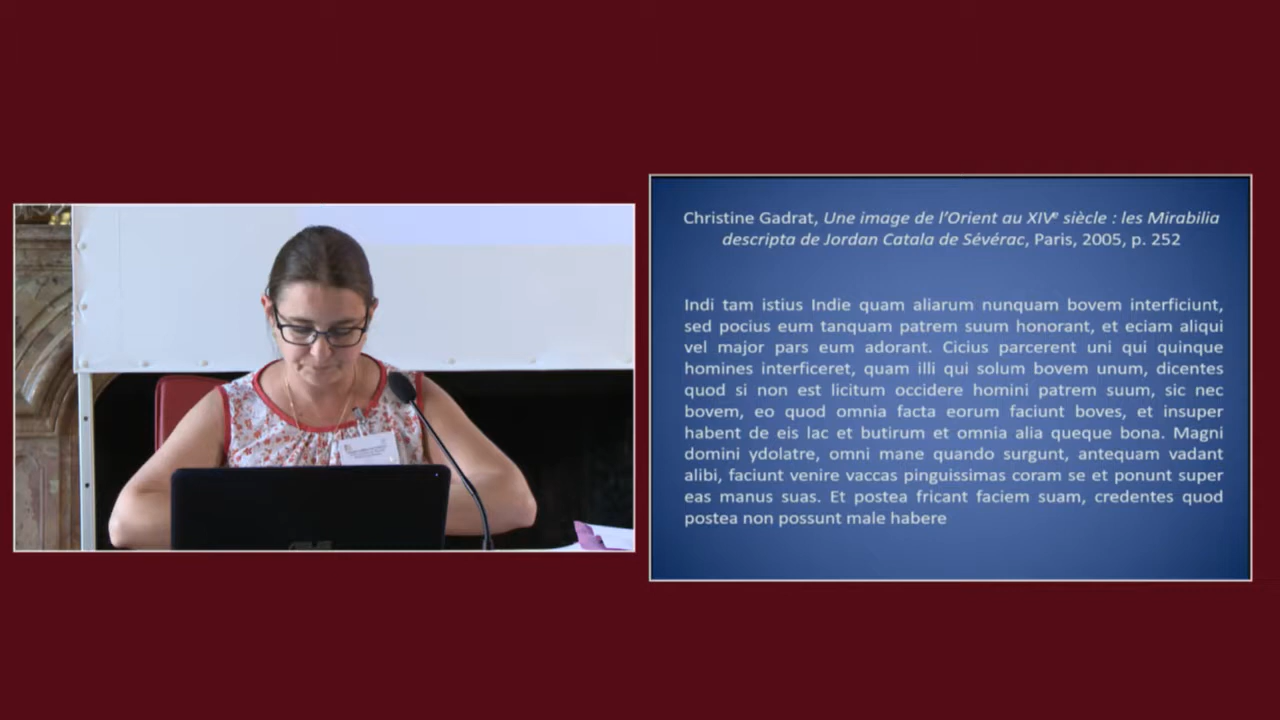 Christine Gadrat, Une image de l’Orient au XIVᵉ siècle : les Mirabilia
descripta de Jordan Catala de Sévérac, Paris, 2005, p. 252
Indi tam istius Indie quam aliarum nunquam bovem interficiunt,
sed pocius eum tanquam patrem suum honorant, et eciam aliqui
vel major pars eum adorant. Cicius parcerent uni qui quinque
homines interficeret, quam illi qui solum bovem unum, dicentes
quod si non est licitum occidere homini patrem suum, sic nec
bovem, eo quod omnia facta eorum faciunt boves, et insuper
habent de eis lac et butirum et omnia alia queque bona. Magni
domini ydolatre, omni mane quando surgunt, antequam vadant
alibi, faciunt venire vaccas pinguissimas coram se et ponunt super
eas manus suas. Et postea fricant faciem suam, credentes quod
postea non possunt male habere